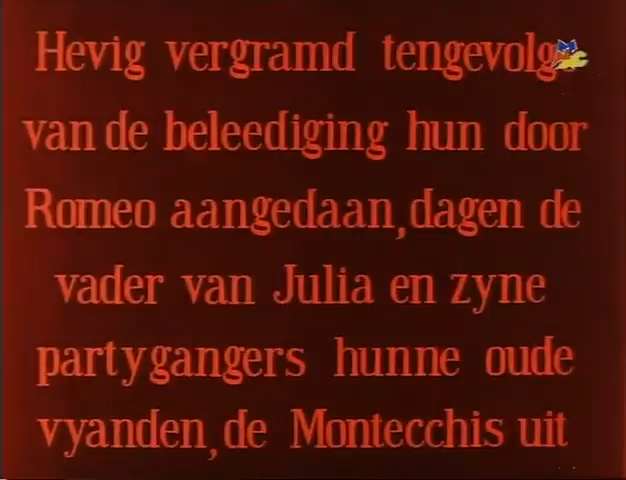 Hevig vergramd tengevolge
van de beleediging hun door
Romeo aangedaan, dagen de
vader van Julia en zyne
partygangers hunne oude
vyanden, de Montecchis uit